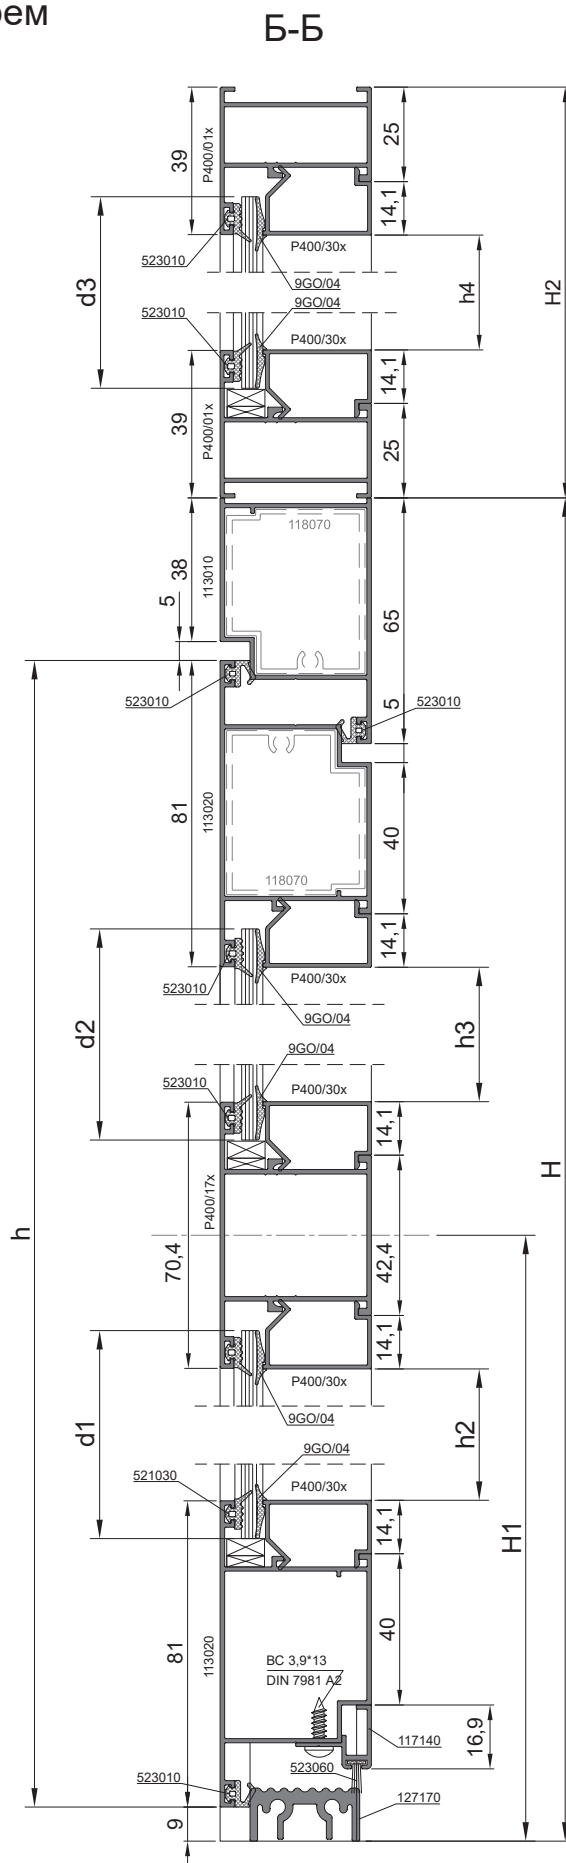 рем
Б-Б
39
P400/01x
25
14,1
H2
d3
523010
P400/30x
9GO/04
h4
523010
9GO/04
P400/30x
14,1
39
P400/01x
25
118070
38
113010
65
5
523010
5
523010
81
113020
40
118070
14,1
P400/30x
523010
9GO/04
d2
h3
9GO/04
523010
P400/30x
14,1
H
P400/17x
h
70,4
42,4
14,1
P400/30x
9GO/04
d1
h2
9GO/04
521030
P400/30x
14,1
H1
81
113020
40
BC 3,9*13
DIN 7981 A2
16,9
117140
523060
523010
127170
9